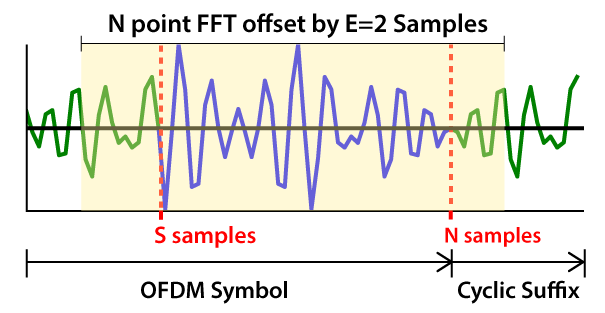 N point FFT offset by E=2 Samples
S samples
N samples
OFDM Symbol
Cyclic Suffix